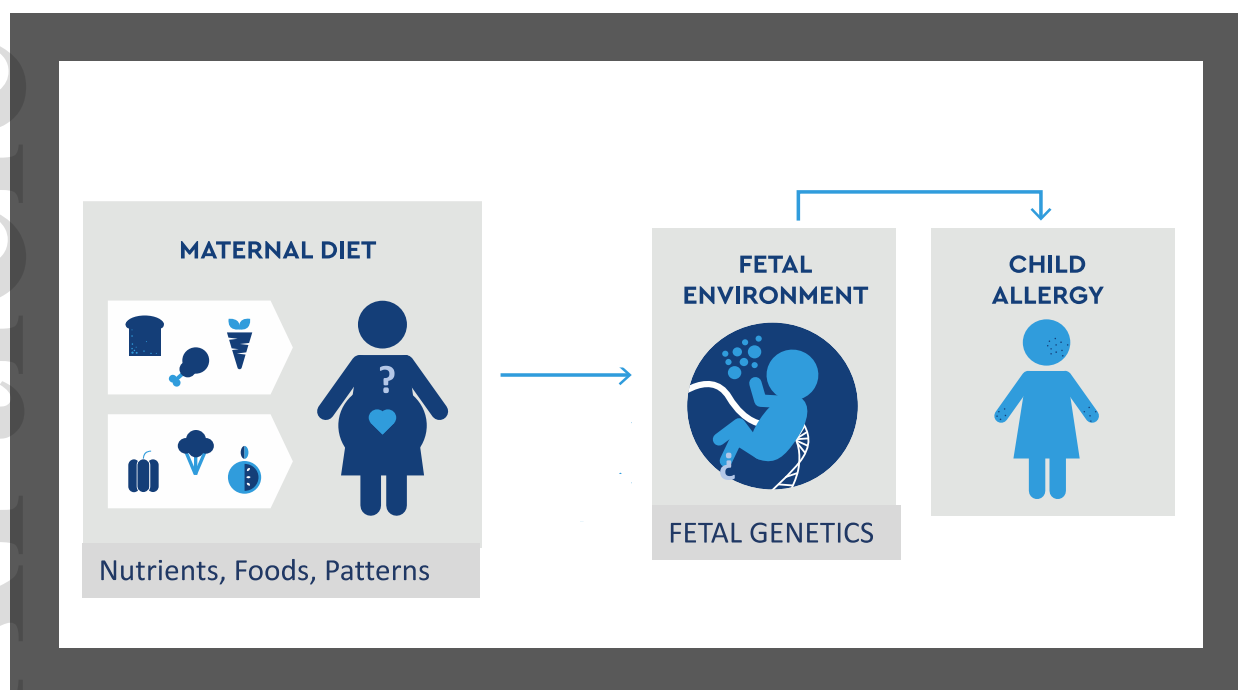 MATERNAL DIET
?
Nutrients, Foods, Patterns
FETAL
ENVIRONMENT
¿
FETAL GENETICS
CHILD
ALLERGY